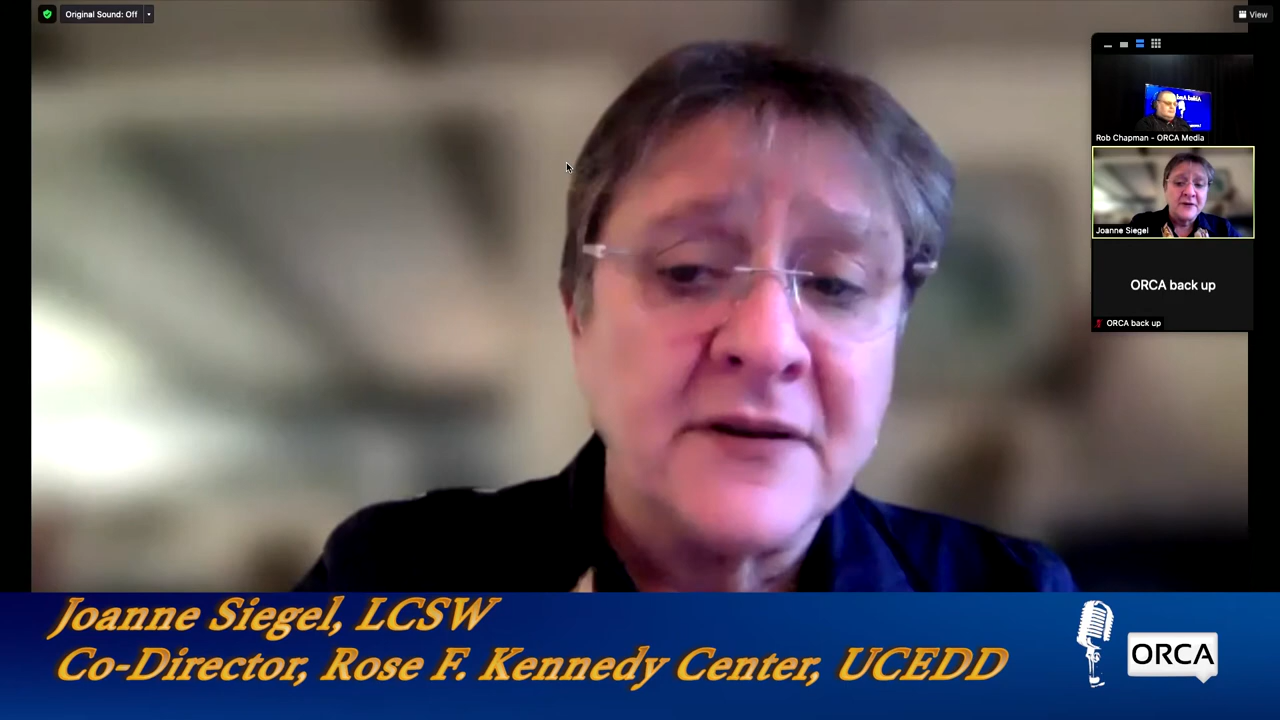 Original Sound: Off
View
Rob Chapman - ORCA Media
Joanne Siegel
ORCA back up
ORCA back up
Joanne Siegel, LCSW
Co-Director, Rose F. Kennedy Center, UCEDD
ORCA